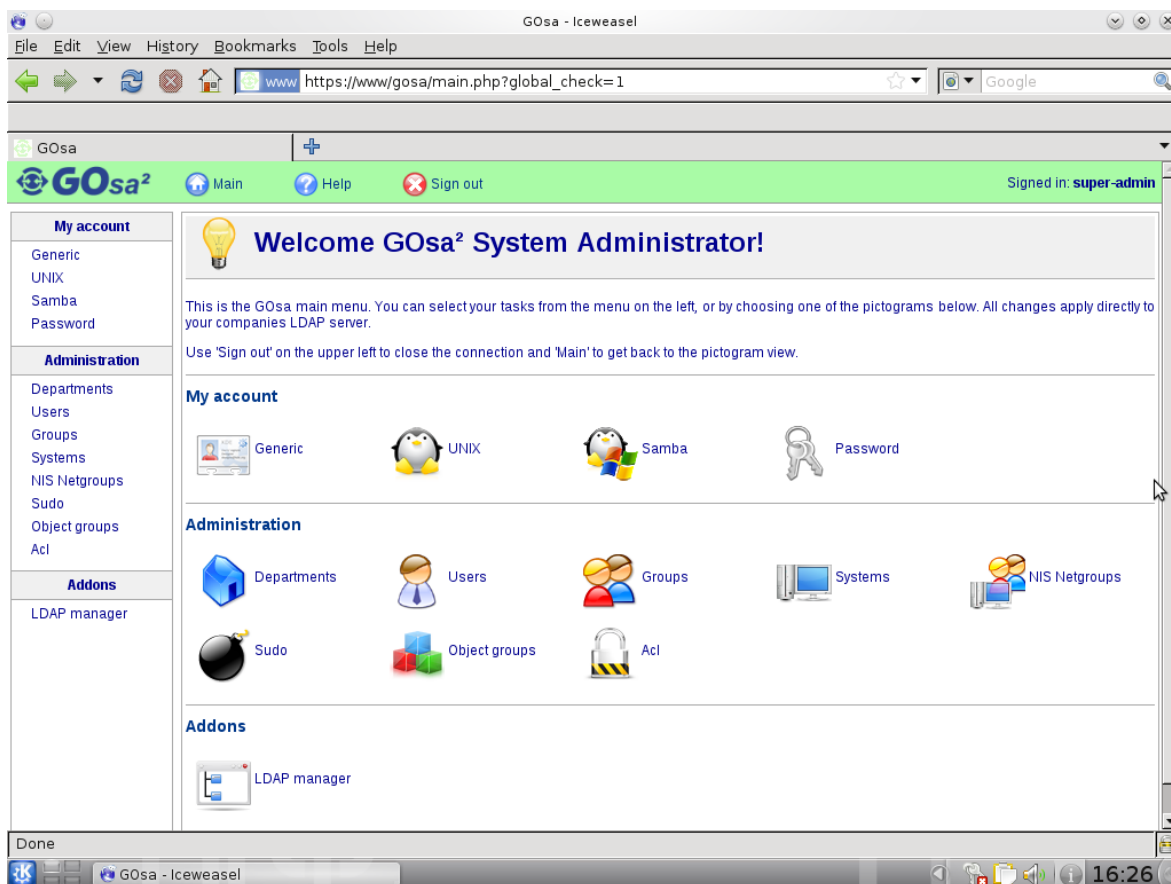 GOsa - Iceweasel
File Edit View History Bookmarks Tools Help
www https://www/gosa/main.php?global_check=1 Google
GOsa
GOsa² Main Help Sign out Signed in: super-admin
My account
Generic
UNIX
Samba
Password
Administration
Departments
Users
Groups
Systems
NIS Netgroups
Sudo
Object groups
Acl
Addons
LDAP manager
Welcome GOsa² System Administrator!
This is the GOsa main menu. You can select your tasks from the menu on the left, or by choosing one of the pictograms below. All changes apply directly to
your companies LDAP server.
Use 'Sign out' on the upper left to close the connection and 'Main' to get back to the pictogram view.
My account
Generic UNIX Samba Password
Administration
Departments Users Groups Systems NIS Netgroups
Sudo Object groups Acl
Addons
LDAP manager
Done
GOsa - Iceweasel 16:26